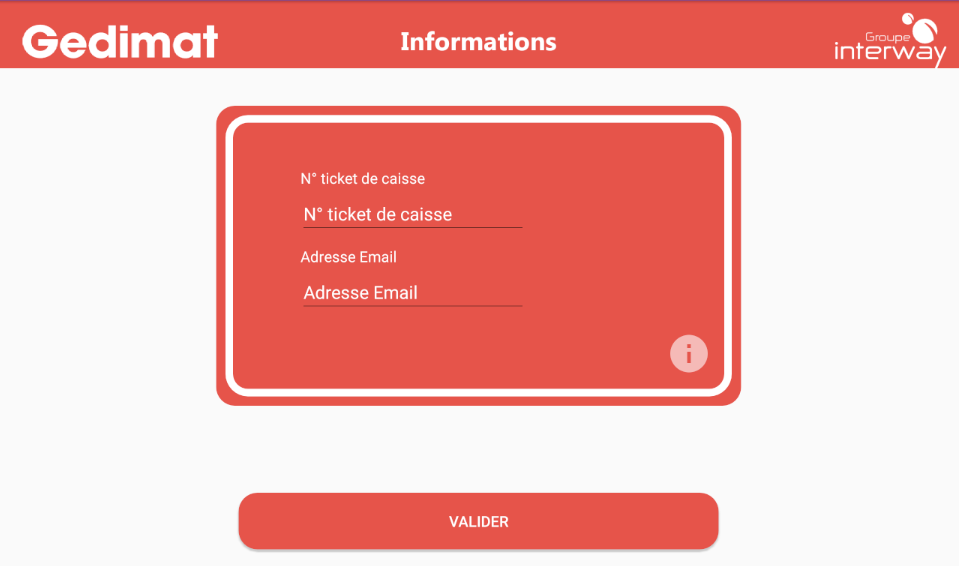 Gedimat
Informations
Groupe
interway
N° ticket de caisse
N° ticket de caisse
Adresse Email
Adresse Email
i
VALIDER